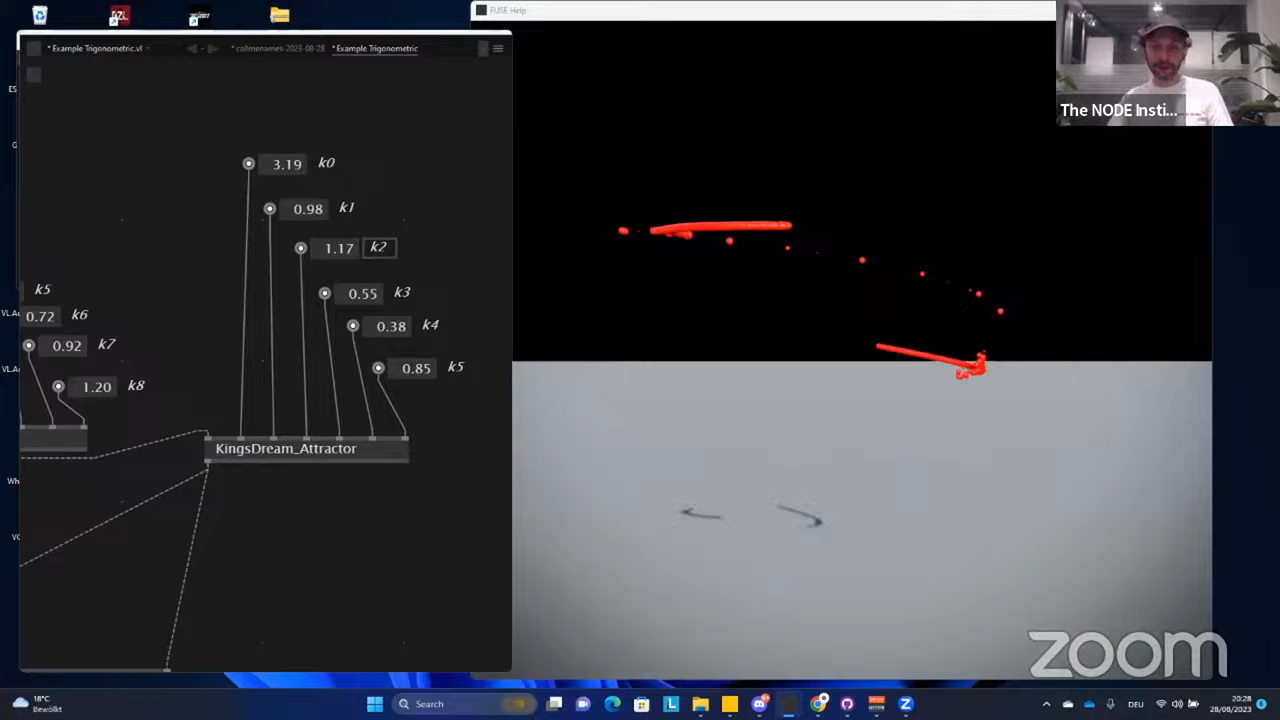 FUSE Help
* Example Trigonometric.vl
* callmenames-2023-08-28
* Example Trigonometric
The NODE Insti...
3.19 k0
0.98 k1
1.17 k2
0.55 k3
0.38 k4
0.85 k5
k5
0.72 k6
0.92 k7
1.20 k8
KingsDream_Attractor
zoom
18°C
Bewölkt
Search
DEU
20:28
28/08/2023